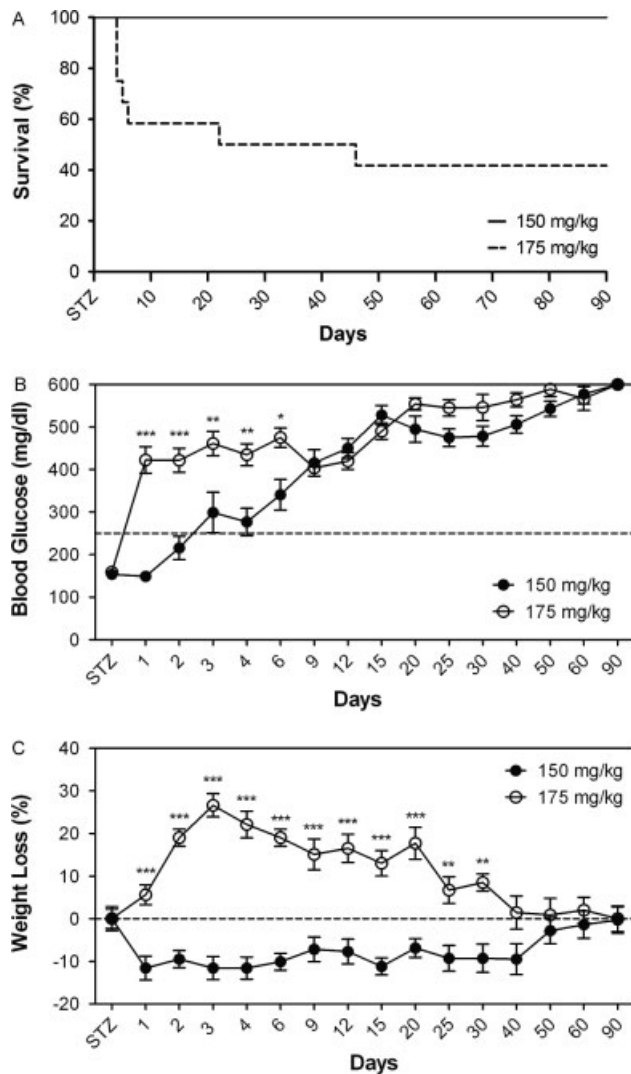 A
100
80
60
40
20
0
Survival (%)
150 mg/kg
175 mg/kg
STZ 10 20 30 40 50 60 70 80 90
Days
B
600
500
400
300
200
100
0
Blood Glucose (mg/dl)
*** *** ** ** *
150 mg/kg
175 mg/kg
STZ 1 2 3 4 6 9 12 15 20 25 30 40 50 60 90
Days
C
40
30
20
10
0
-10
-20
Weight Loss (%)
*** *** *** *** *** *** *** *** *** ** **
150 mg/kg
175 mg/kg
STZ 1 2 3 4 6 9 12 15 20 25 30 40 50 60 90
Days